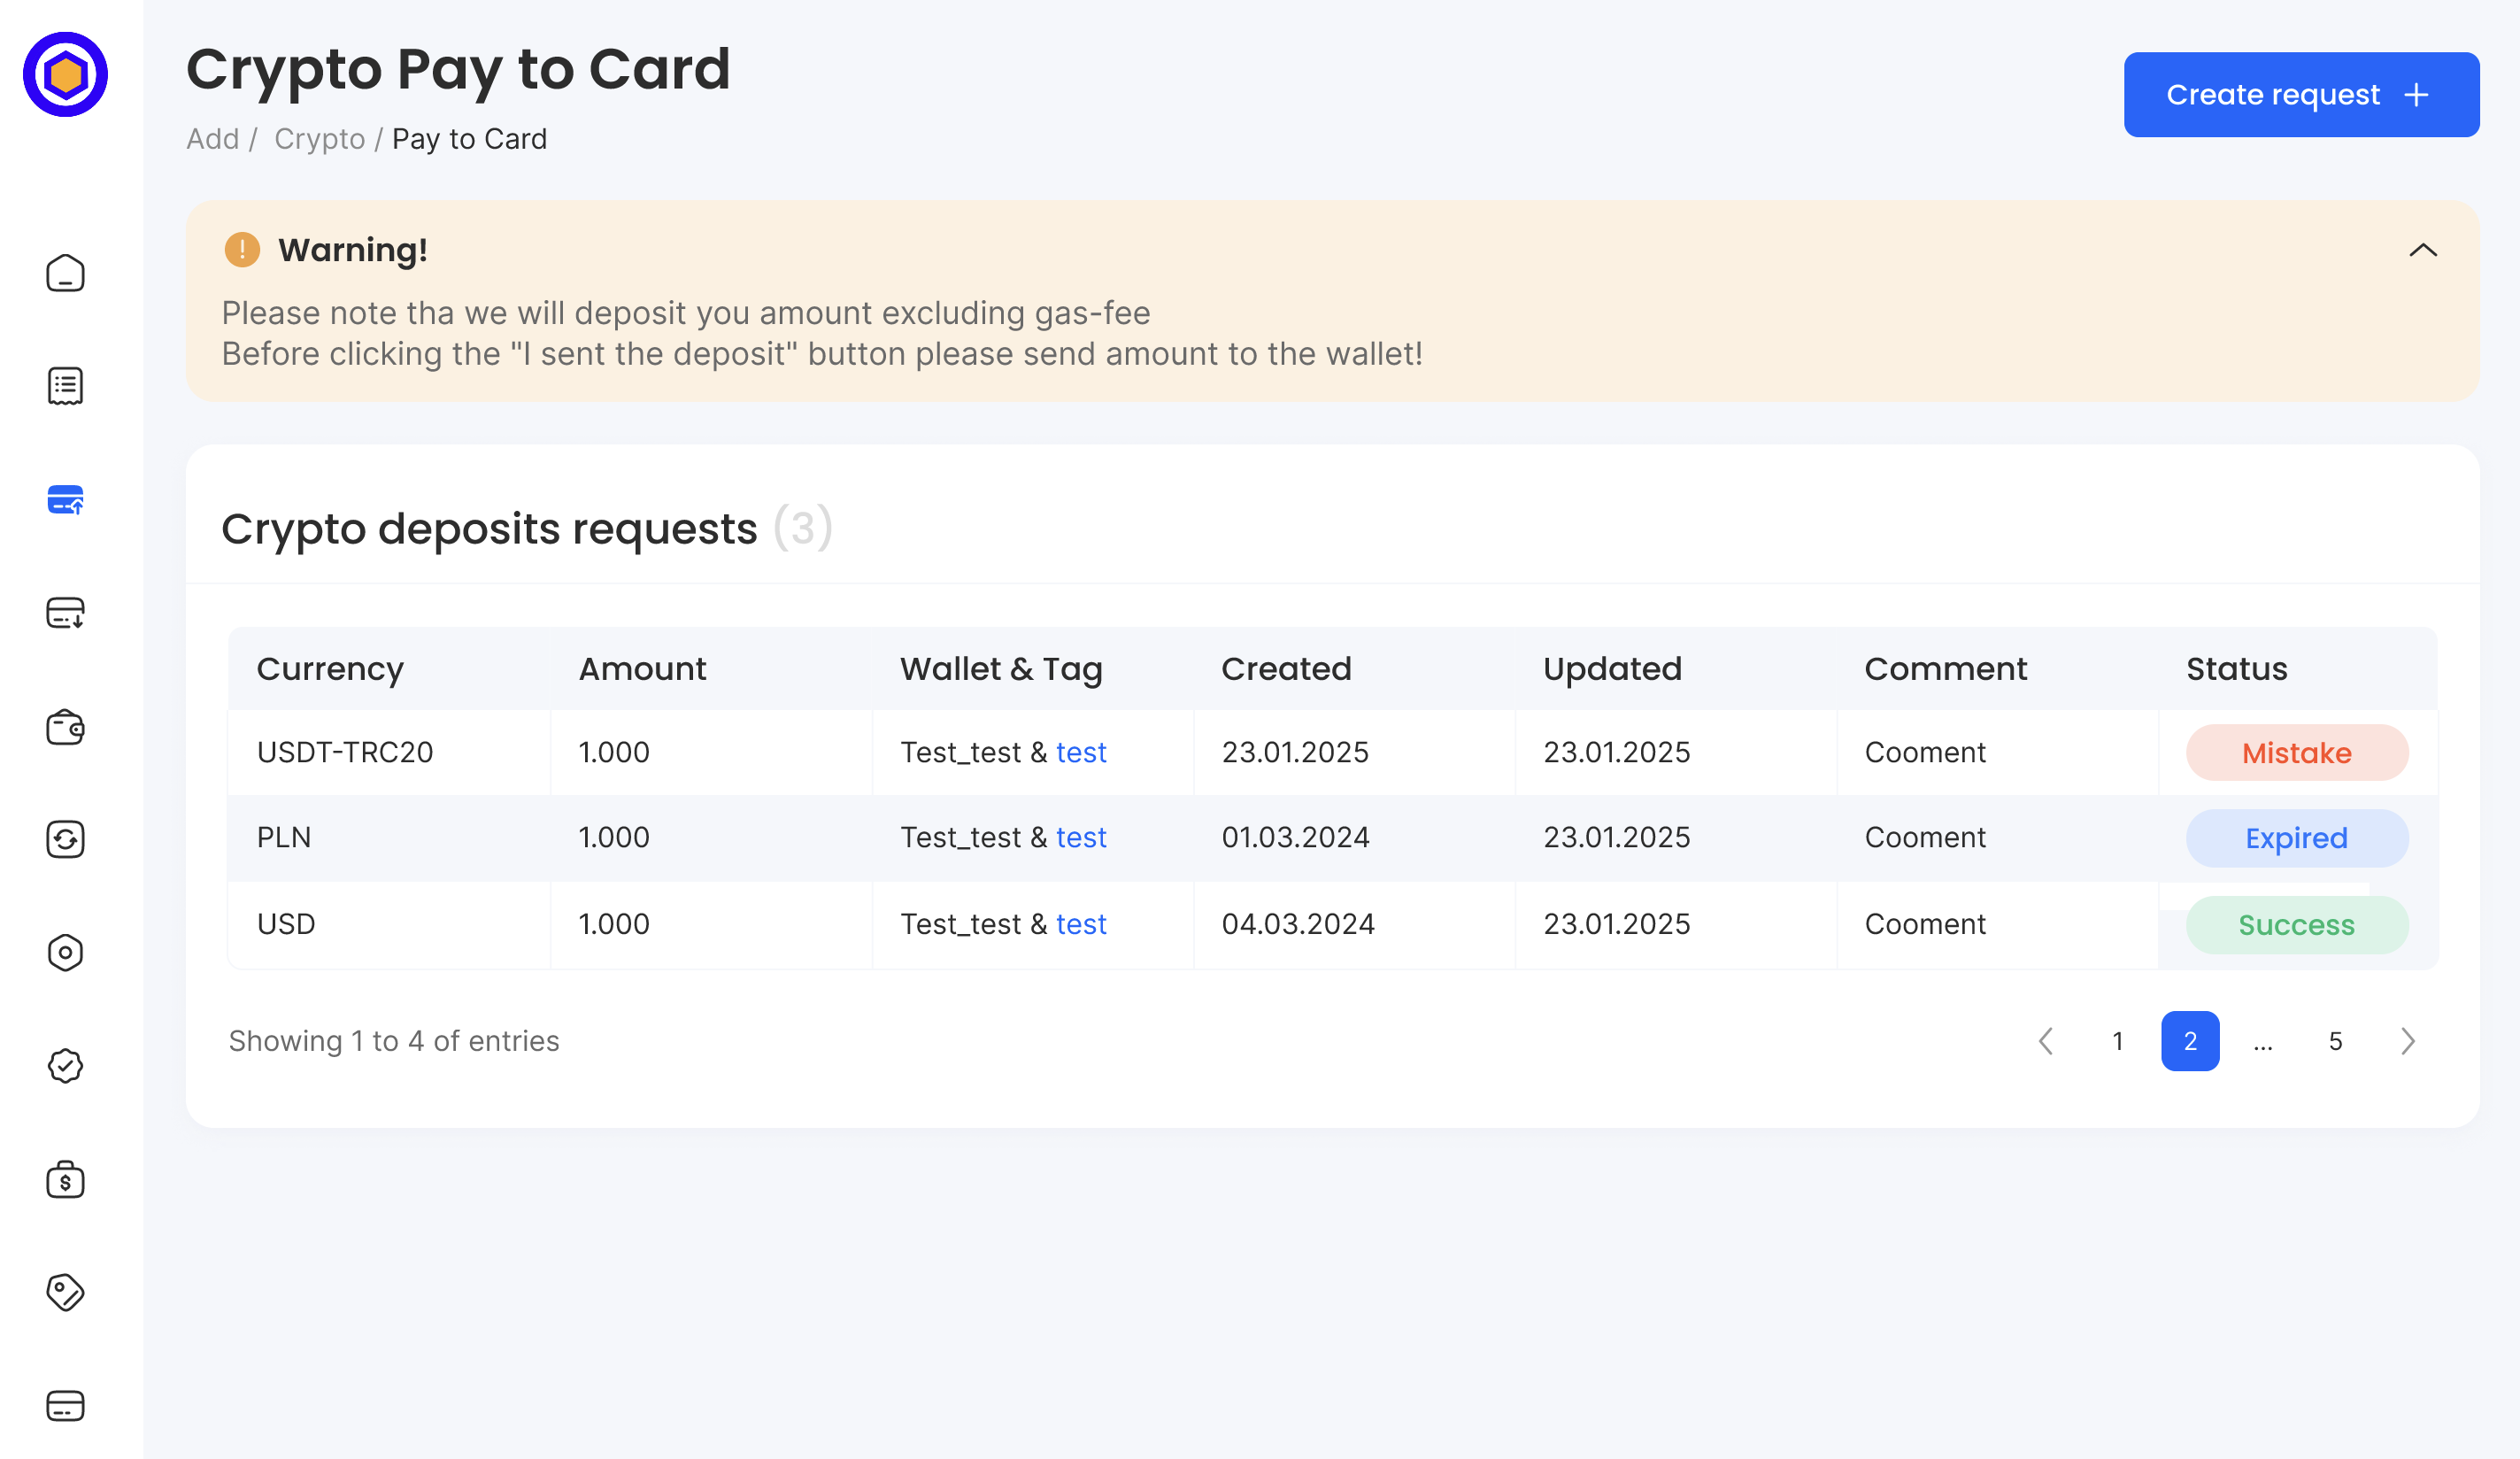 Crypto Pay to Card
Create request +
Add / Crypto / Pay to Card
Warning!
Please note tha we will deposit you amount excluding gas-fee
Before clicking the "I sent the deposit" button please send amount to the wallet!
Crypto deposits requests (3)
Currency Amount Wallet & Tag Created Updated Comment Status
USDT-TRC20 1.000 Test_test & test 23.01.2025 23.01.2025 Cooment Mistake
PLN 1.000 Test_test & test 01.03.2024 23.01.2025 Cooment Expired
USD 1.000 Test_test & test 04.03.2024 23.01.2025 Cooment Success
Showing 1 to 4 of entries
1 2 ... 5